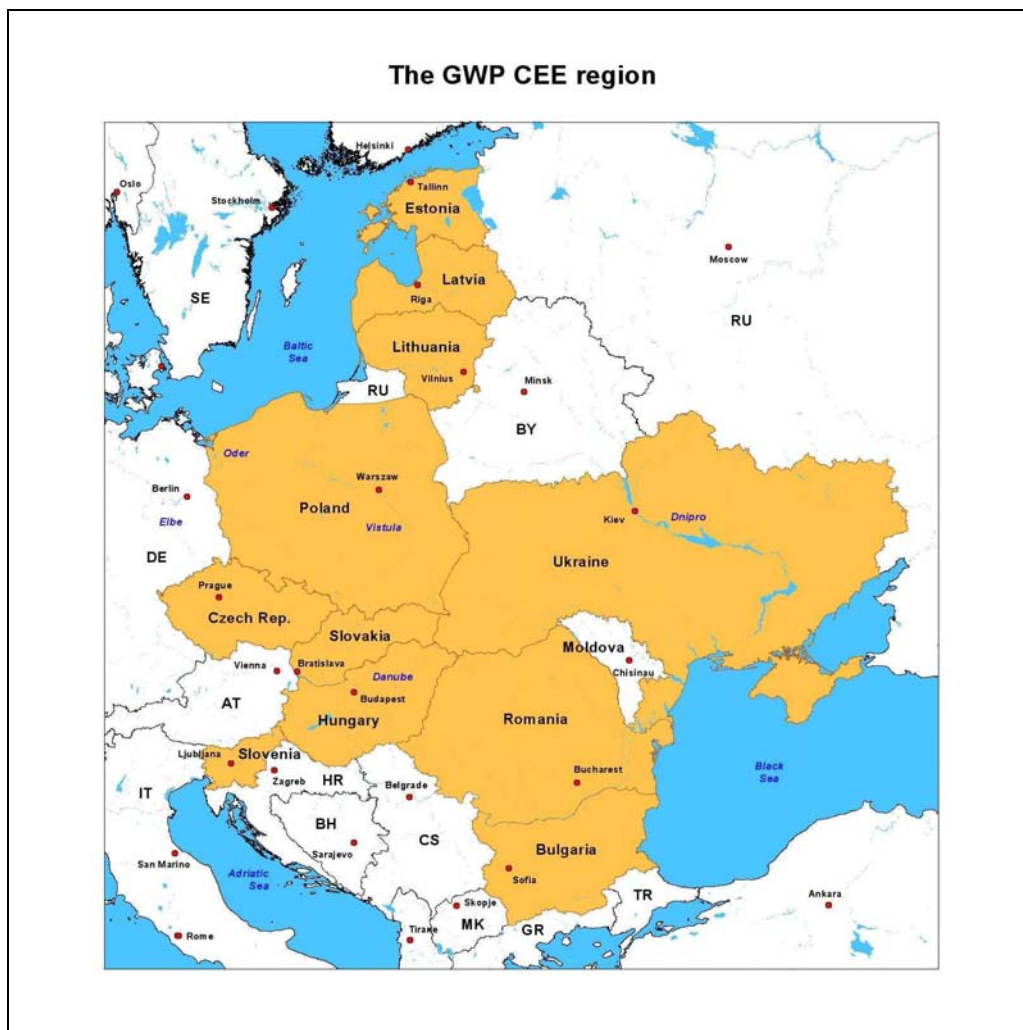 The GWP CEE region
Helsinki
Oslo
Tallinn
Stockholm
Estonia
Moscow
Latvia
Riga
SE
RU
Baltic
Sea
Lithuania
Vilnius
Minsk
RU
BY
Oder
Warszaw
Berlin
Poland
Elbe
Vistula
Kiev
Dnipro
DE
Ukraine
Prague
Czech Rep.
Slovakia
Moldova
Vienna
Bratislava
Chisinau
Danube
Budapest
AT
Hungary
Romania
Slovenia
Ljubljana
Zagreb
HR
Belgrade
Bucharest
Black
Sea
IT
BH
CS
Sarajevo
Bulgaria
San Marino
Sofia
Adriatic
Sea
Ankara
TR
Skopje
MK
GR
Tirane
Rome